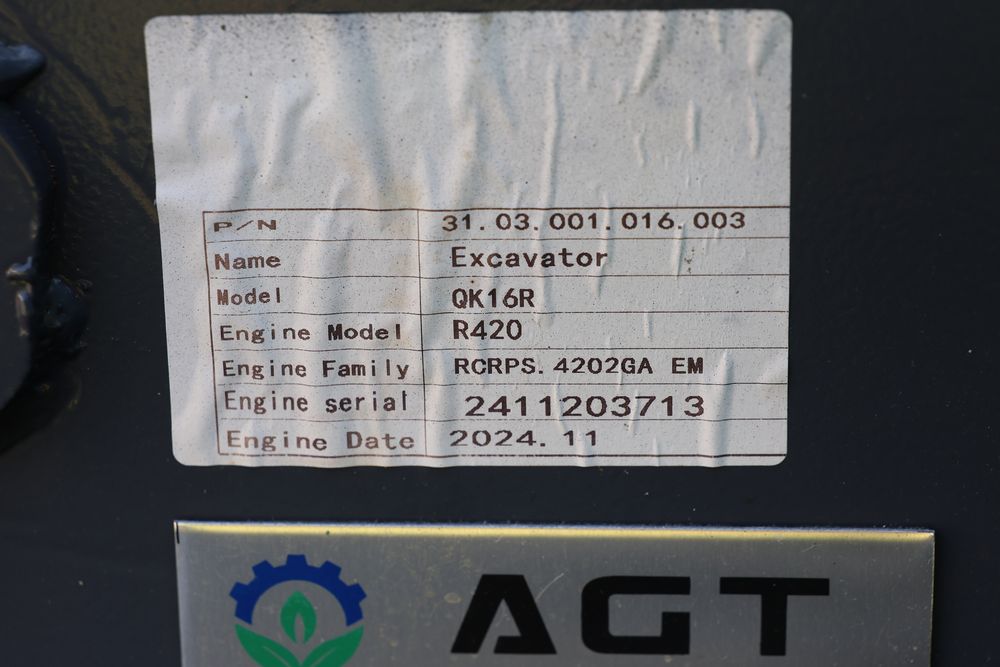 P/N 31.03.001.016.003
Name Excavator
Model QK16R
Engine Model R420
Engine Family RCRPS.4202GA EM
Engine serial 2411203713
Engine Date 2024.11
AGT